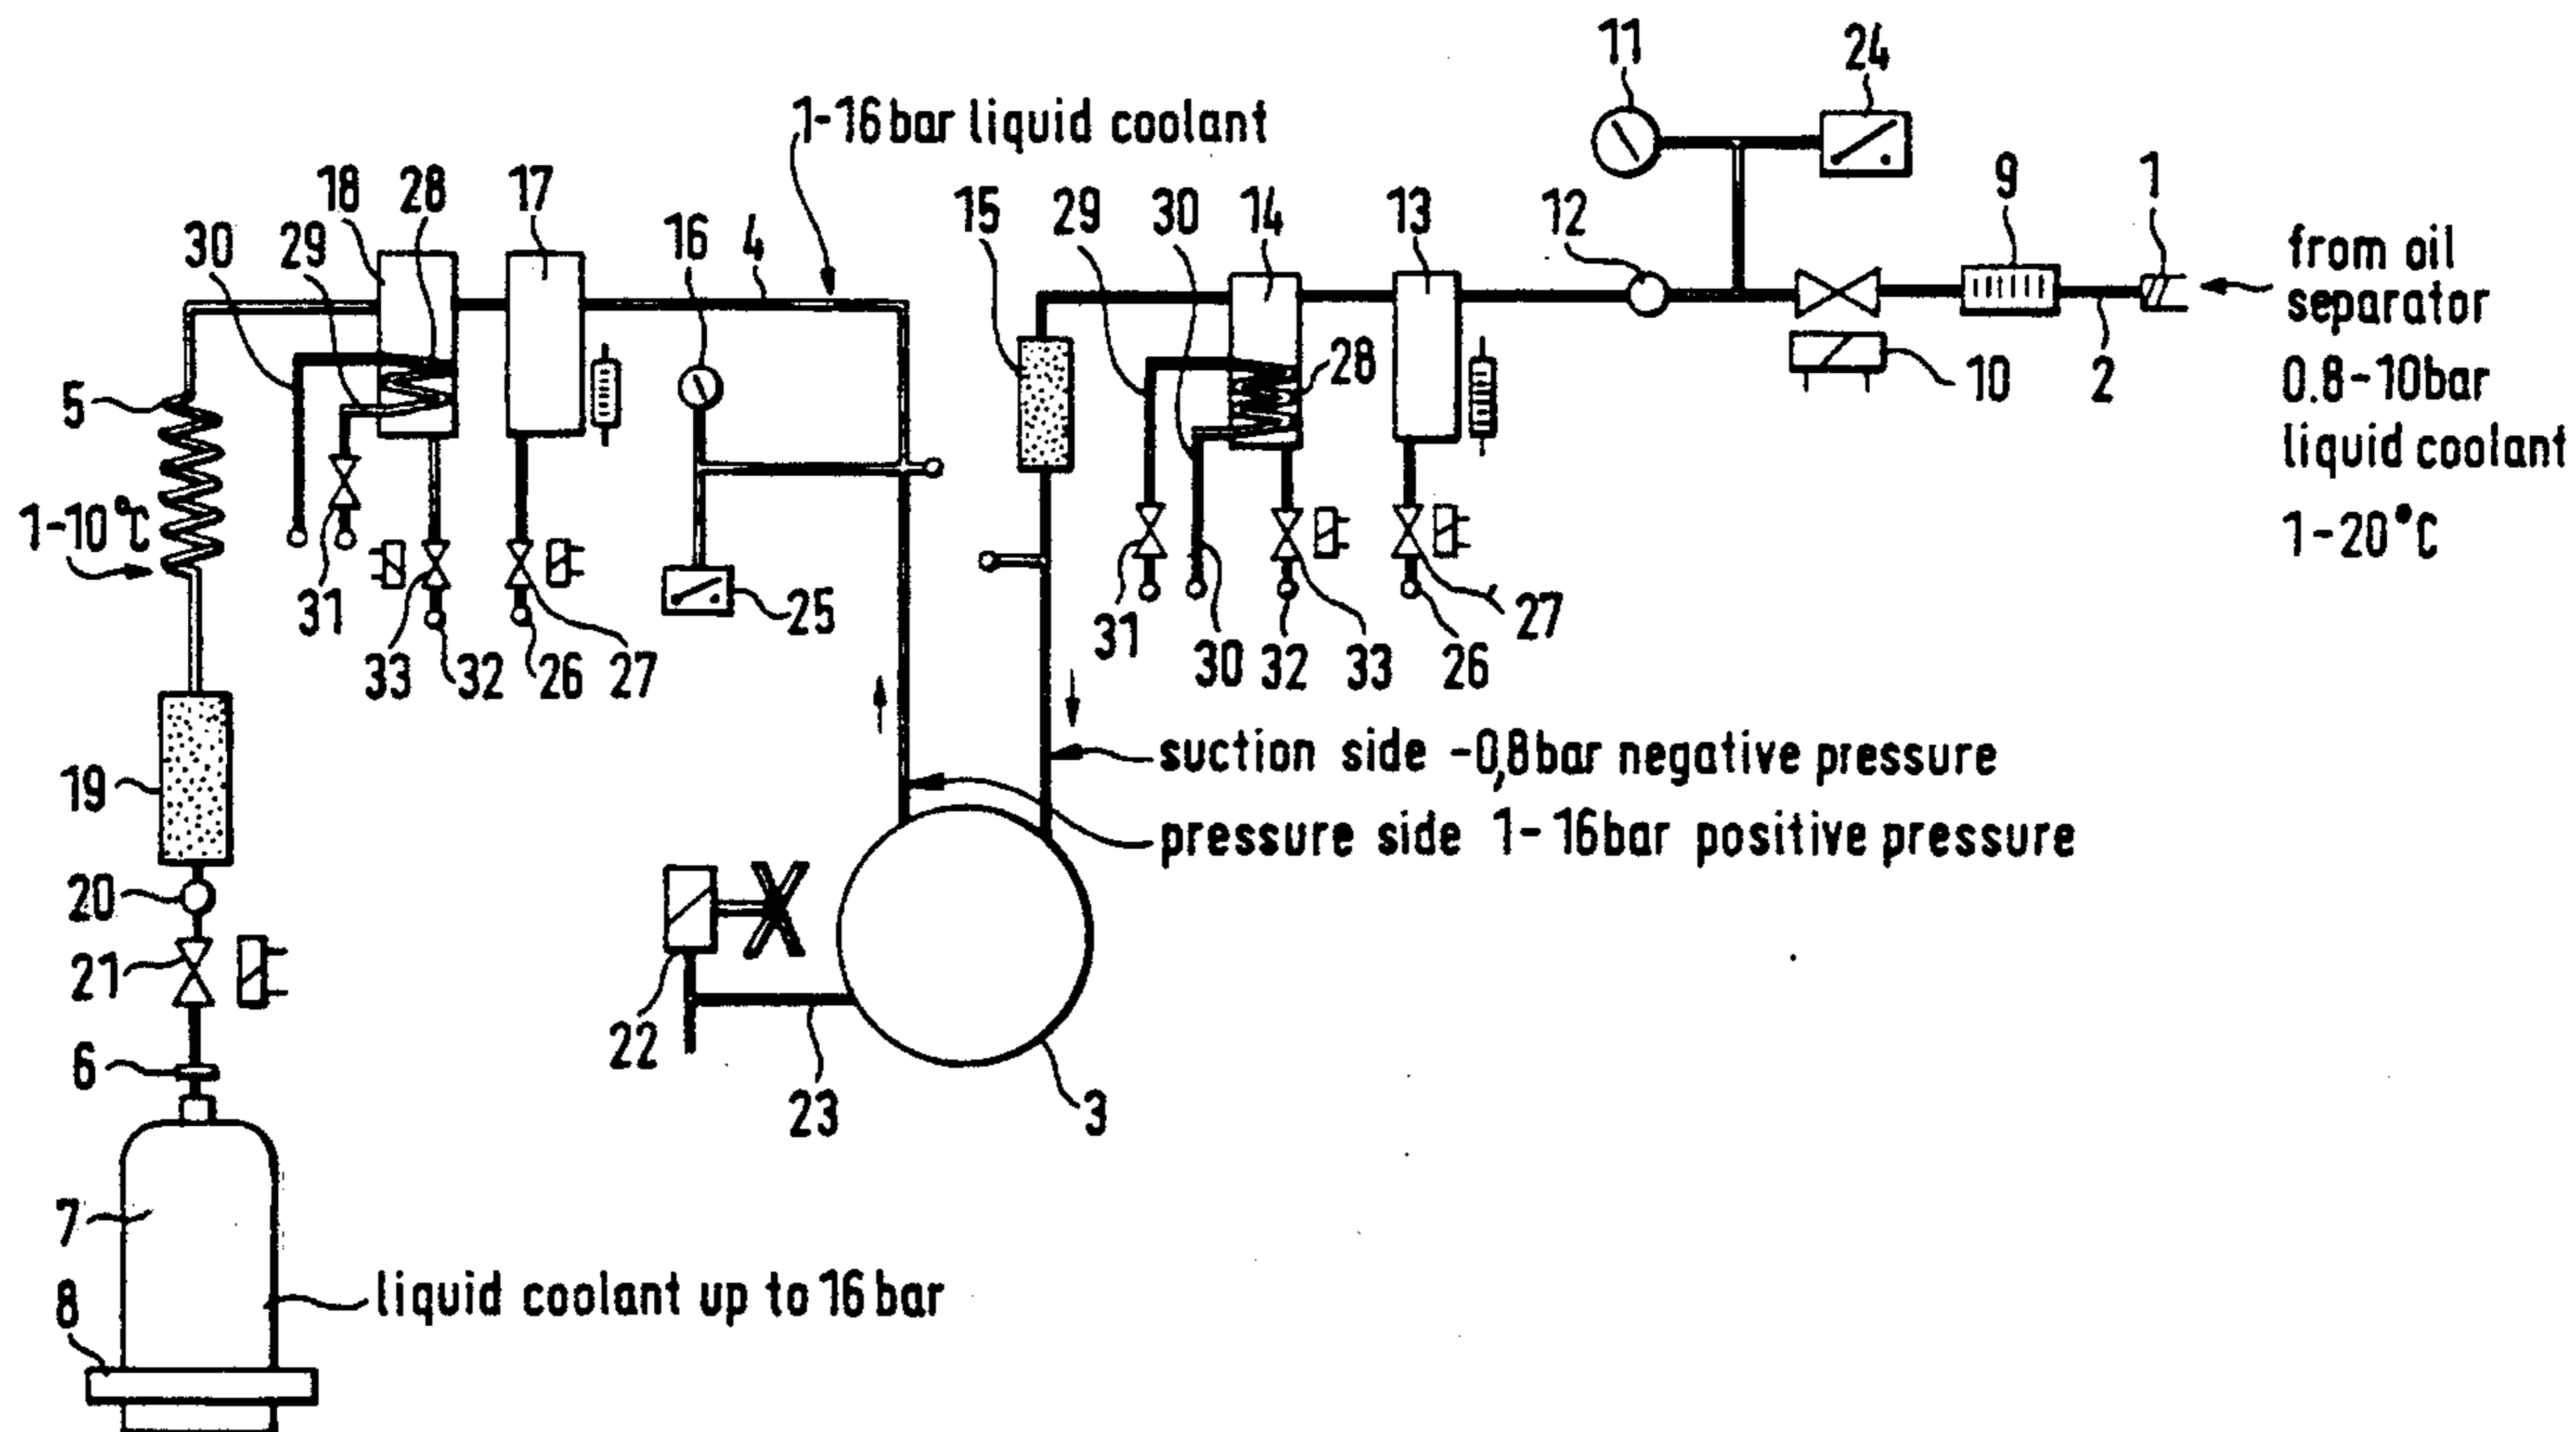 11
24
1-16bar liquid coolant
18 28 17
9 1
15 29 30 14 13 12
16 4
30 29
from oil
separator
28
10 2
0.8-10bar
5
liquid coolant
1-10°C
1-20°C
31
25
31
27
33 32 26 27
30 32 33 26
suction side -0,8bar negative pressure
19
pressure side 1-16bar positive pressure
20
21
22
6
23 3
7
liquid coolant up to 16bar
8